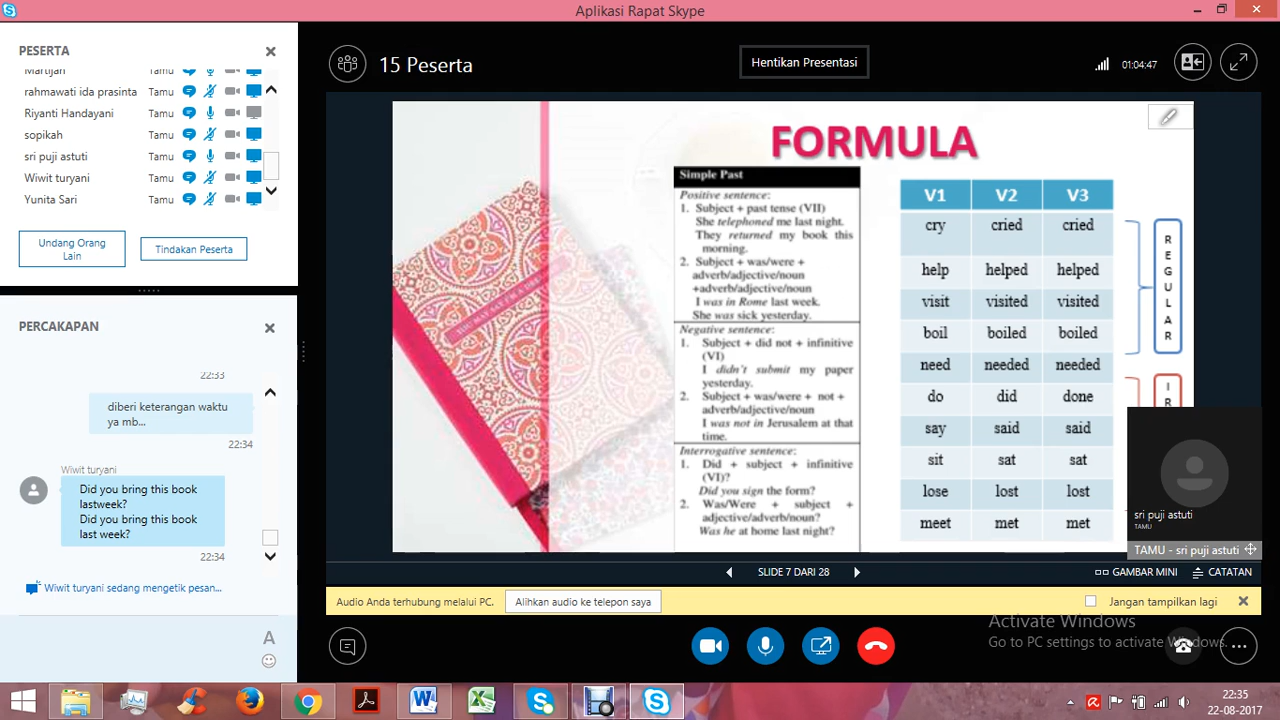 Aplikasi Rapat Skype
PESERTA
Martijah Tamu
rahmawati ida prasinta Tamu
Riyanti Handayani Tamu
sopikah Tamu
sri puji astuti Tamu
Wiwit turyani Tamu
Yunita Sari Tamu
Undang Orang
Lain
Tindakan Peserta
PERCAKAPAN
22:33
diberi keterangan waktu
ya mb...
22:34
Wiwit turyani
Did you bring this book
lastweek?
Did you bring this book
last week?
22:34
Wiwit turyani sedang mengetik pesan...
A
15 Peserta
Hentikan Presentasi
01:04:47
FORMULA
Simple Past
Positive sentence:
1. Subject + past tense (VII)
She telephoned me last night.
They returned my book this
morning.
2. Subject + was/were +
adverb/adjective/noun
+adverb/adjective/noun
I was in Rome last week.
She was sick yesterday.
Negative sentence:
1. Subject + did not + infinitive
(VI)
I didn't submit my paper
yesterday.
2. Subject + was/were + not +
adverb/adjective/noun
I was not in Jerusalem at that
time.
Interrogative sentence:
1. Did + subject + infinitive
(VI)?
Did you sign the form?
2. Was/Were + subject +
adjective/adverb/noun?
Was he at home last night?
V1 V2 V3
cry cried cried
help helped helped
visit visited visited
boil boiled boiled
need needed needed
do did done
say said said
sit sat sat
lose lost lost
meet met met
REGULAR
I
R
sri puji astuti
TAMU
TAMU - sri puji astuti
SLIDE 7 DARI 28
GAMBAR MINI
CATATAN
Audio Anda terhubung melalui PC.
Alihkan audio ke telepon saya
Jangan tampilkan lagi
Activate Windows
Go to PC settings to activate Windows.
22:35
22-08-2017